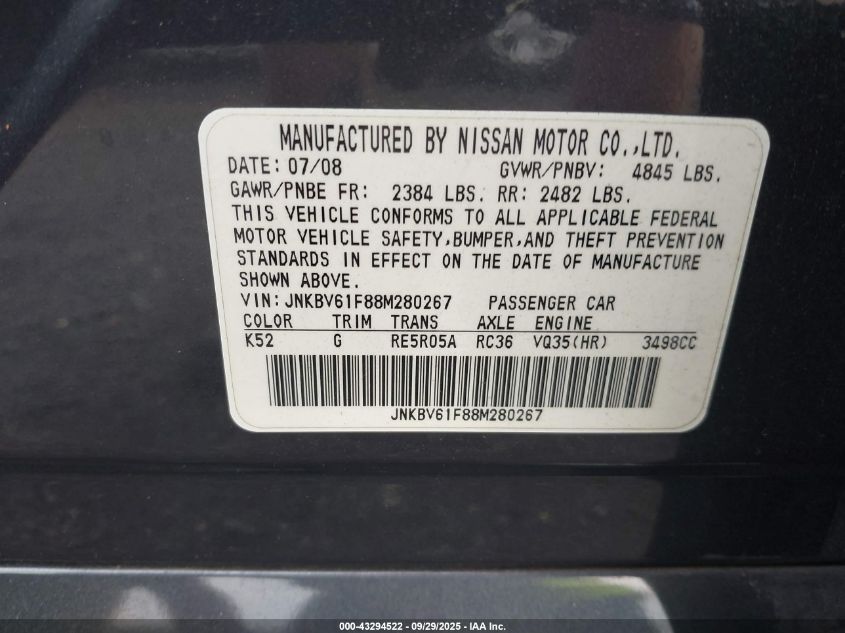 MANUFACTURED BY NISSAN MOTOR CO.,LTD.
DATE: 07/08 GVWR/PNBV: 4845 LBS.
GAWR/PNBE FR: 2384 LBS. RR: 2482 LBS.
THIS VEHICLE CONFORMS TO ALL APPLICABLE FEDERAL
MOTOR VEHICLE SAFETY,BUMPER,AND THEFT PREVENTION
STANDARDS IN EFFECT ON THE DATE OF MANUFACTURE
SHOWN ABOVE.
VIN:JNKBV61F88M280267 PASSENGER CAR
COLOR TRIM TRANS AXLE ENGINE
K52 G RE5R05A RC36 VQ35(HR) 3498CC
JNKBV61F88M280267
000-43294522 - 09/29/2025 - IAA Inc.